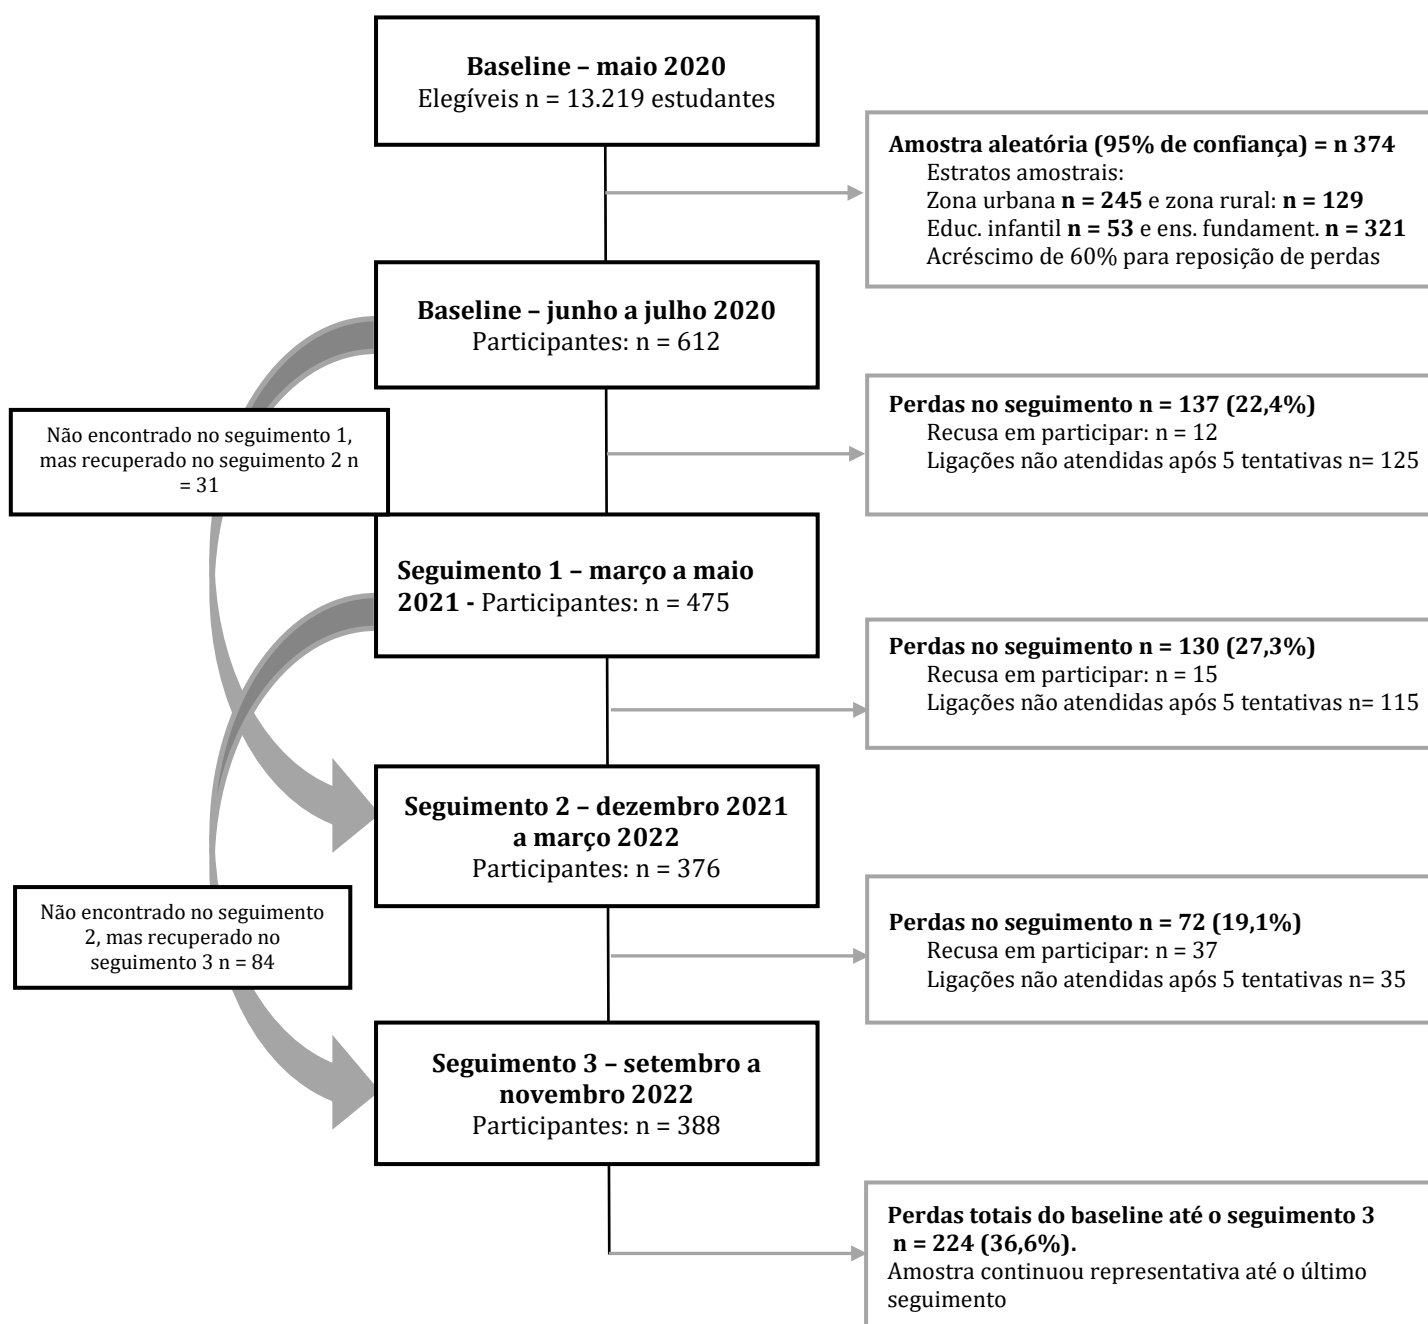 Baseline – maio 2020
Elegíveis n = 13.219 estudantes
Amostra aleatória (95% de confiança) = n 374
Estratos amostrais:
Zona urbana n = 245 e zona rural: n = 129
Educ. infantil n = 53 e ens. fundament. n = 321
Acréscimo de 60% para reposição de perdas
Baseline – junho a julho 2020
Participantes: n = 612
Perdas no seguimento n = 137 (22,4%)
Recusa em participar: n = 12
Ligações não atendidas após 5 tentativas n= 125
Não encontrado no seguimento 1,
mas recuperado no seguimento 2 n
= 31
Seguimento 1 – março a maio
2021 - Participantes: n = 475
Perdas no seguimento n = 130 (27,3%)
Recusa em participar: n = 15
Ligações não atendidas após 5 tentativas n= 115
Seguimento 2 – dezembro 2021
a março 2022
Participantes: n = 376
Não encontrado no seguimento
2, mas recuperado no
seguimento 3 n = 84
Perdas no seguimento n = 72 (19,1%)
Recusa em participar: n = 37
Ligações não atendidas após 5 tentativas n= 35
Seguimento 3 – setembro a
novembro 2022
Participantes: n = 388
Perdas totais do baseline até o seguimento 3
n = 224 (36,6%).
Amostra continuou representativa até o último
seguimento